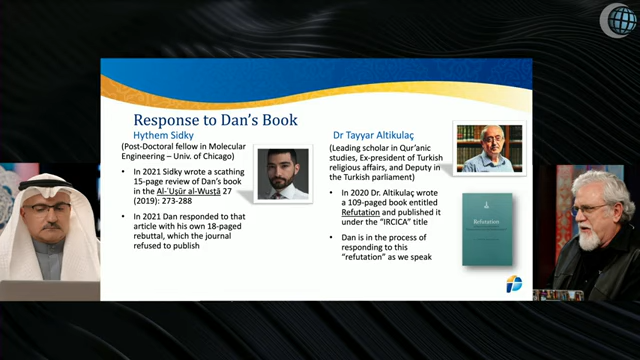 Response to Dan's Book
Hythem Sidky
(Post-Doctoral fellow in Molecular
Engineering – Univ. of Chicago)
• In 2021 Sidky wrote a scathing
15-page review of Dan's book
in the Al-ʿUṣūr al-Wusṭā 27
(2019): 273-288
• In 2021 Dan responded to that
article with his own 18-paged
rebuttal, which the journal
refused to publish
Dr Tayyar Altikulaç
(Leading scholar in Qur'anic
studies, Ex-president of Turkish
religious affairs, and Deputy in
the Turkish parliament)
• In 2020 Dr. Altikulaç wrote
a 109-paged book entitled
Refutation and published it
under the "IRCICA" title
• Dan is in the process of
responding to this
"refutation" as we speak
Refutation